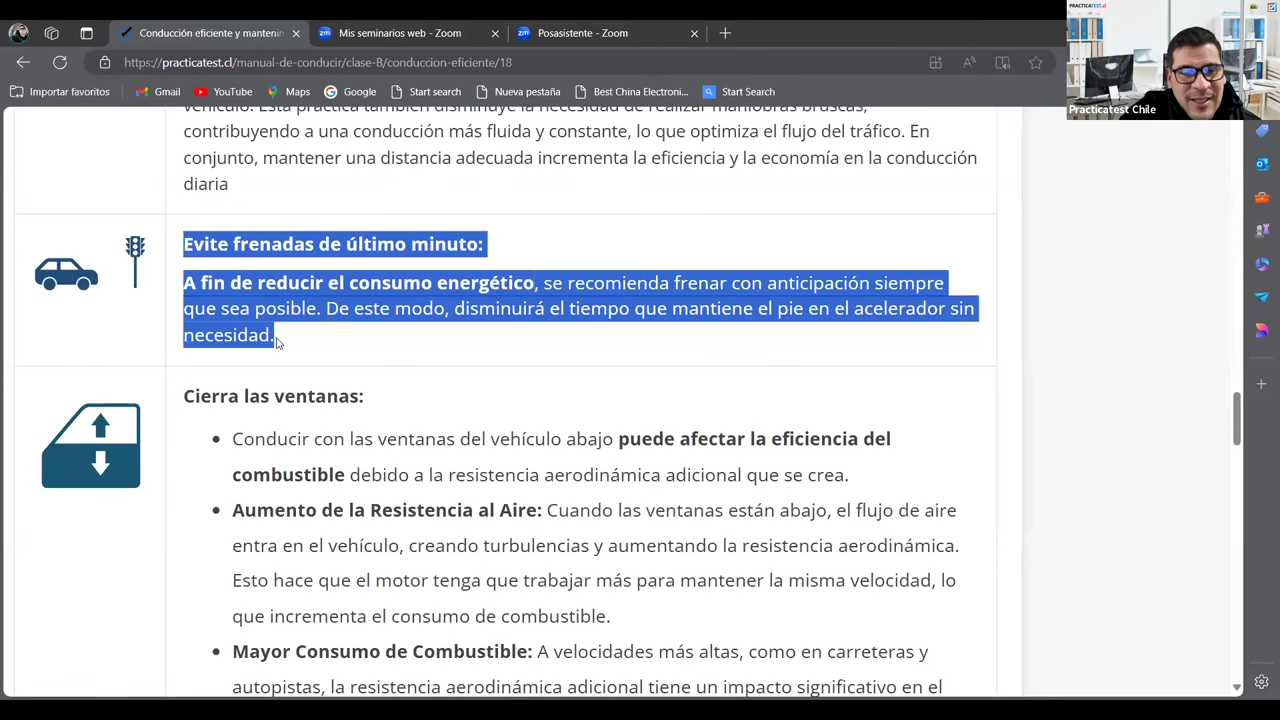 Conducción eficiente y mantenin
Mis seminarios web - Zoom
Posasistente - Zoom
https://practicatest.cl/manual-de-conducir/clase-B/conduccion-eficiente/18
Importar favoritos
Gmail
YouTube
Maps
Google
Start search
Nueva pestaña
Best China Electroni...
Start Search
PRACTICATEST.cl
Practicatest Chile
contribuyendo a una conducción más fluida y constante, lo que optimiza el flujo del tráfico. En
conjunto, mantener una distancia adecuada incrementa la eficiencia y la economía en la conducción
diaria
Evite frenadas de último minuto:
A fin de reducir el consumo energético, se recomienda frenar con anticipación siempre
que sea posible. De este modo, disminuirá el tiempo que mantiene el pie en el acelerador sin
necesidad.
Cierra las ventanas:
Conducir con las ventanas del vehículo abajo puede afectar la eficiencia del
combustible debido a la resistencia aerodinámica adicional que se crea.
Aumento de la Resistencia al Aire: Cuando las ventanas están abajo, el flujo de aire
entra en el vehículo, creando turbulencias y aumentando la resistencia aerodinámica.
Esto hace que el motor tenga que trabajar más para mantener la misma velocidad, lo
que incrementa el consumo de combustible.
Mayor Consumo de Combustible: A velocidades más altas, como en carreteras y
autopistas, la resistencia aerodinámica adicional tiene un impacto significativo en el